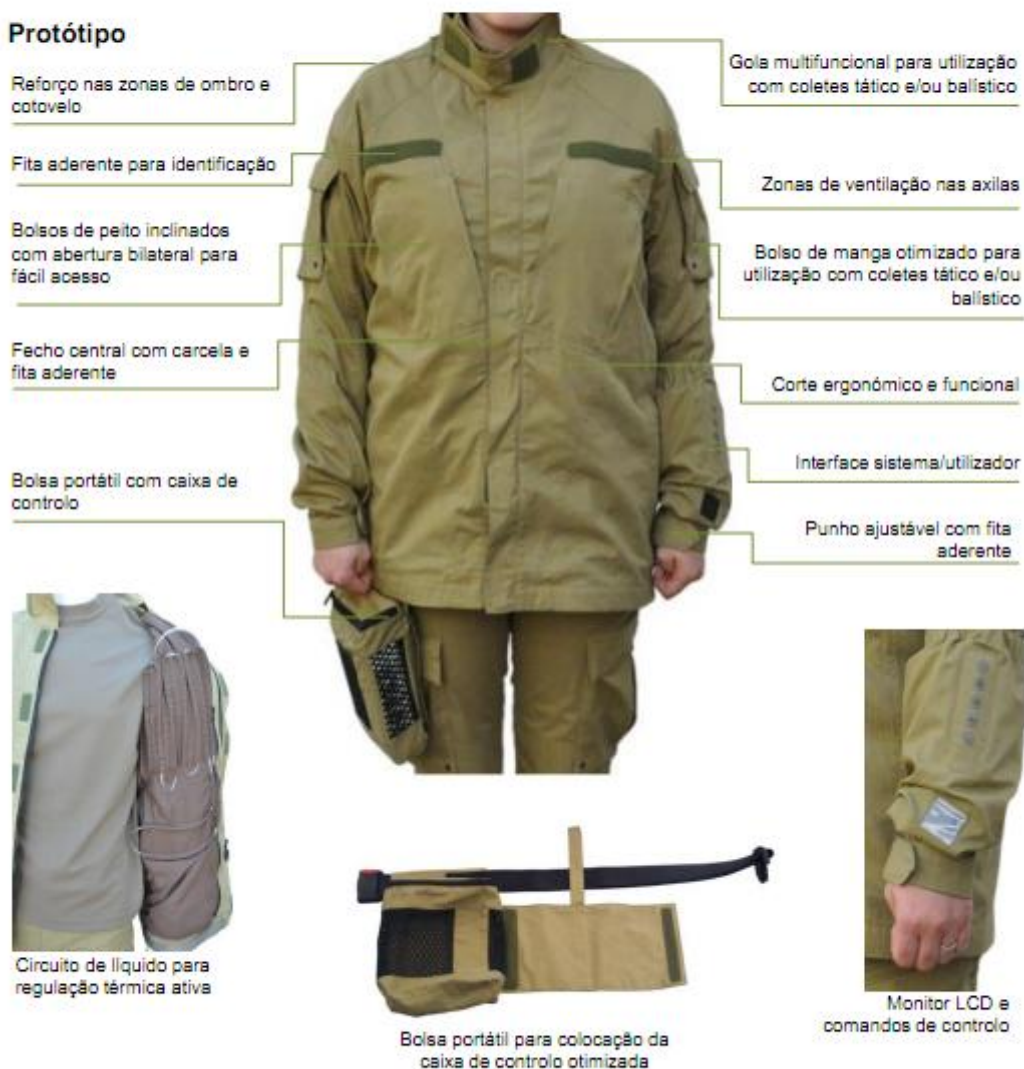 Protótipo
Reforço nas zonas de ombro e
cotovelo
Fita aderente para identificação
Bolsos de peito inclinados
com abertura bilateral para
fácil acesso
Fecho central com carcela e
fita aderente
Bolsa portátil com caixa de
controlo
Gola multifuncional para utilização
com coletes tático e/ou balístico
Zonas de ventilação nas axilas
Bolso de manga otimizado para
utilização com coletes tático e/ou
balístico
Corte ergonómico e funcional
Interface sistema/utilizador
Punho ajustável com fita
aderente
Circuito de líquido para
regulação térmica ativa
Bolsa portátil para colocação da
caixa de controlo otimizada
Monitor LCD e
comandos de controlo